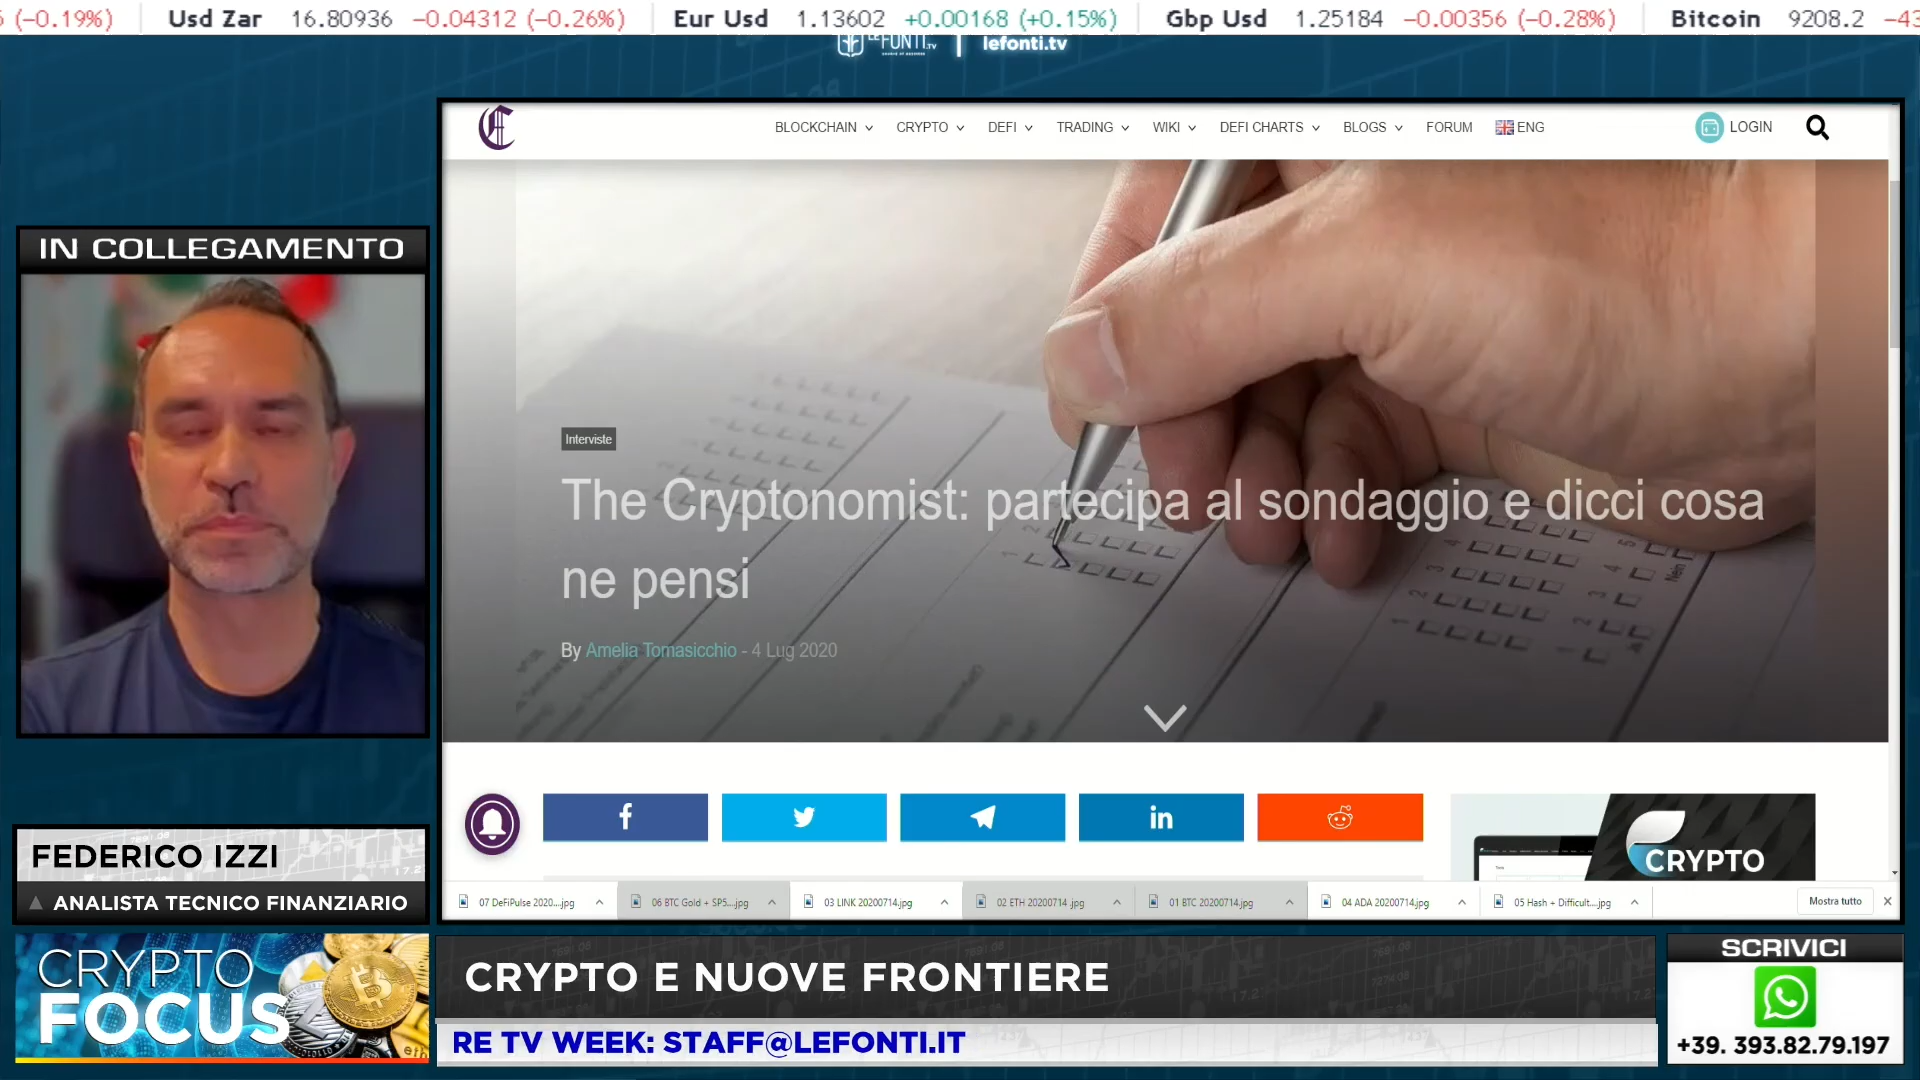 (-0.19%) Usd Zar 16.80936 -0.04312 (-0.26%) Eur Usd 1.13602 +0.00168 (+0.15%) Gbp Usd 1.25184 -0.00356 (-0.28%) Bitcoin 9208.2
LEFONTI.TV lefonti.tv
BLOCKCHAIN CRYPTO DEFI TRADING WIKI DEFI CHARTS BLOGS FORUM ENG LOGIN
IN COLLEGAMENTO
Interviste
The Cryptonomist: partecipa al sondaggio e dicci cosa
ne pensi
By Amelia Tomasicchio - 4 Lug 2020
CRYPTO
07 DeFiPulse 2020....jpg 06 BTC Gold + SP5....jpg 03 LINK 20200714.jpg 02 ETH 20200714 .jpg 01 BTC 20200714.jpg 04 ADA 20200714.jpg 05 Hash + Difficult....jpg Mostra tutto
FEDERICO IZZI
ANALISTA TECNICO FINANZIARIO
CRYPTO
FOCUS
CRYPTO E NUOVE FRONTIERE
RE TV WEEK: STAFF@LEFONTI.IT
SCRIVICI
+39. 393.82.79.197